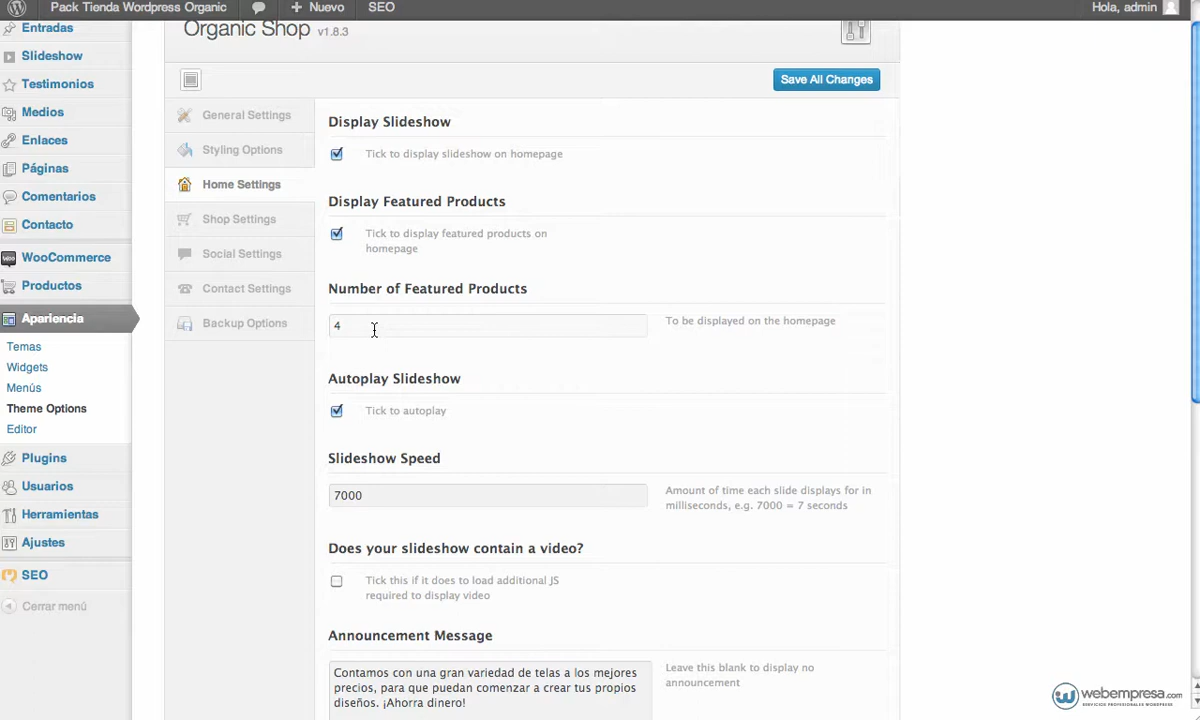 Pack Tienda Wordpress Organic
Nuevo
SEO
Hola, admin
Entradas
Slideshow
Testimonios
Medios
Enlaces
Páginas
Comentarios
Contacto
WooCommerce
Productos
Apariencia
Temas
Widgets
Menús
Theme Options
Editor
Plugins
Usuarios
Herramientas
Ajustes
SEO
Cerrar menú
Organic Shop v1.8.3
Save All Changes
General Settings
Styling Options
Home Settings
Shop Settings
Social Settings
Contact Settings
Backup Options
Display Slideshow
Tick to display slideshow on homepage
Display Featured Products
Tick to display featured products on
homepage
Number of Featured Products
4
To be displayed on the homepage
Autoplay Slideshow
Tick to autoplay
Slideshow Speed
7000
Amount of time each slide displays for in
milliseconds, e.g. 7000 = 7 seconds
Does your slideshow contain a video?
Tick this if it does to load additional JS
required to display video
Announcement Message
Contamos con una gran variedad de telas a los mejores
precios, para que puedan comenzar a crear tus propios
diseños. ¡Ahorra dinero!
Leave this blank to display no
announcement
webempresa.com
SERVICIOS PROFESIONALES WORDPRESS